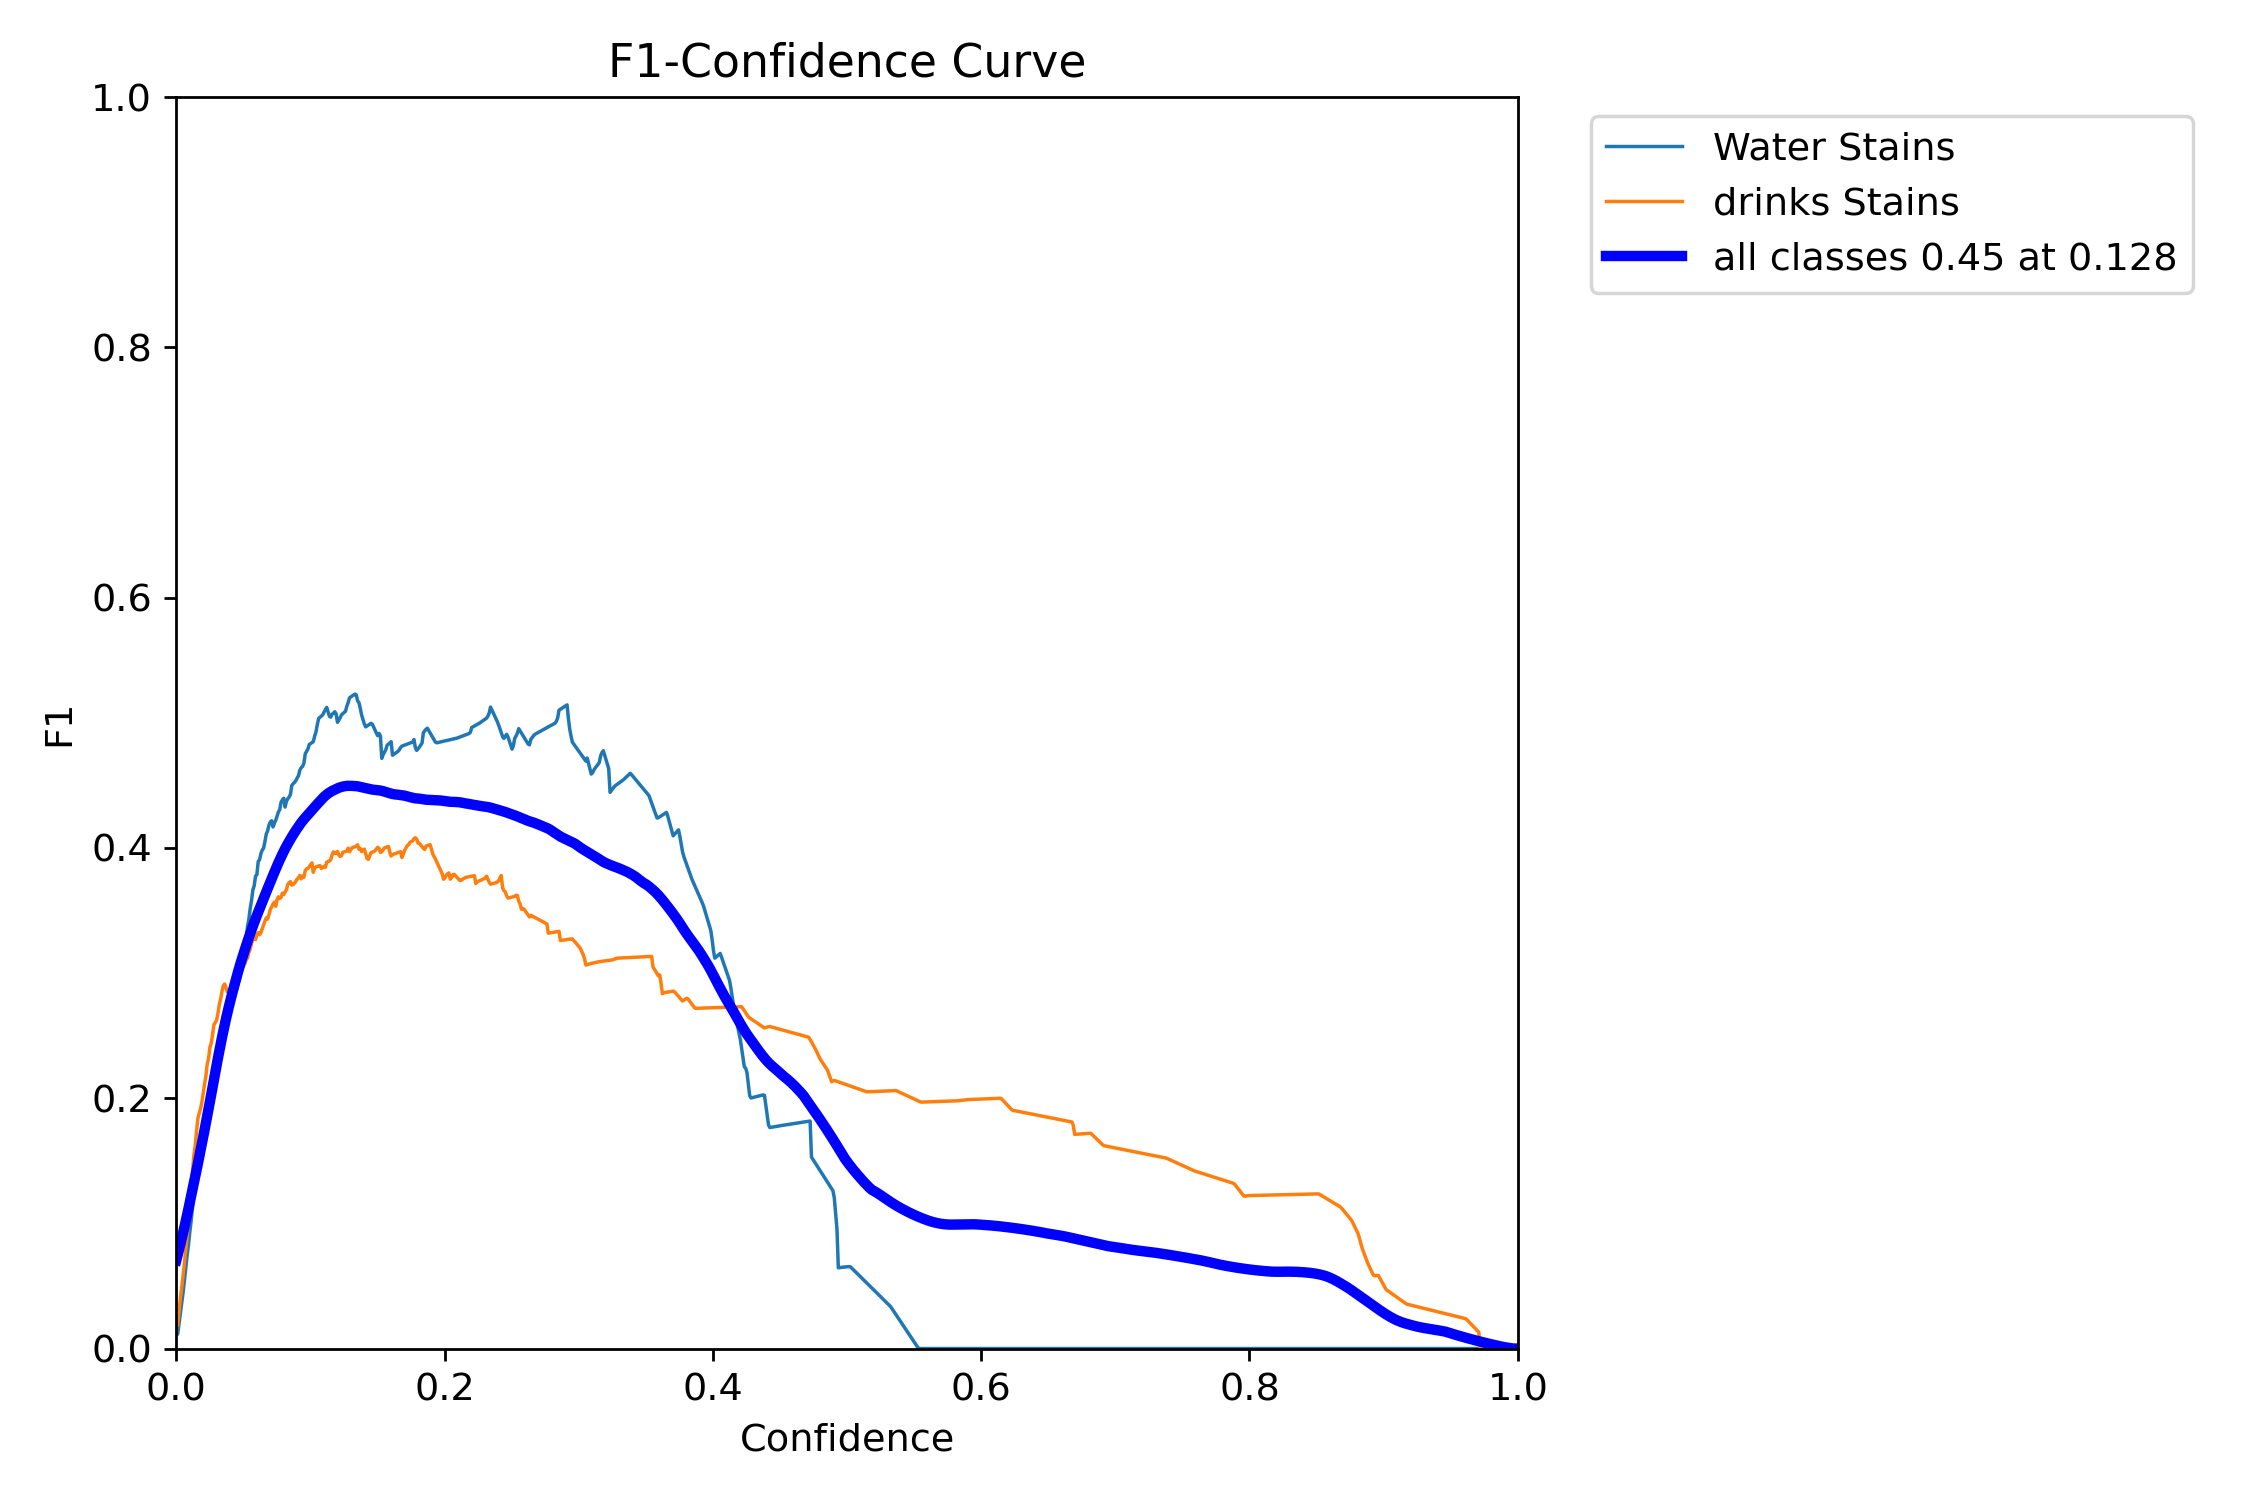 F1-Confidence Curve
1.0
0.8
0.6
0.4
0.2
0.0
F1
0.0 0.2 0.4 0.6 0.8 1.0
Confidence
Water Stains
drinks Stains
all classes 0.45 at 0.128